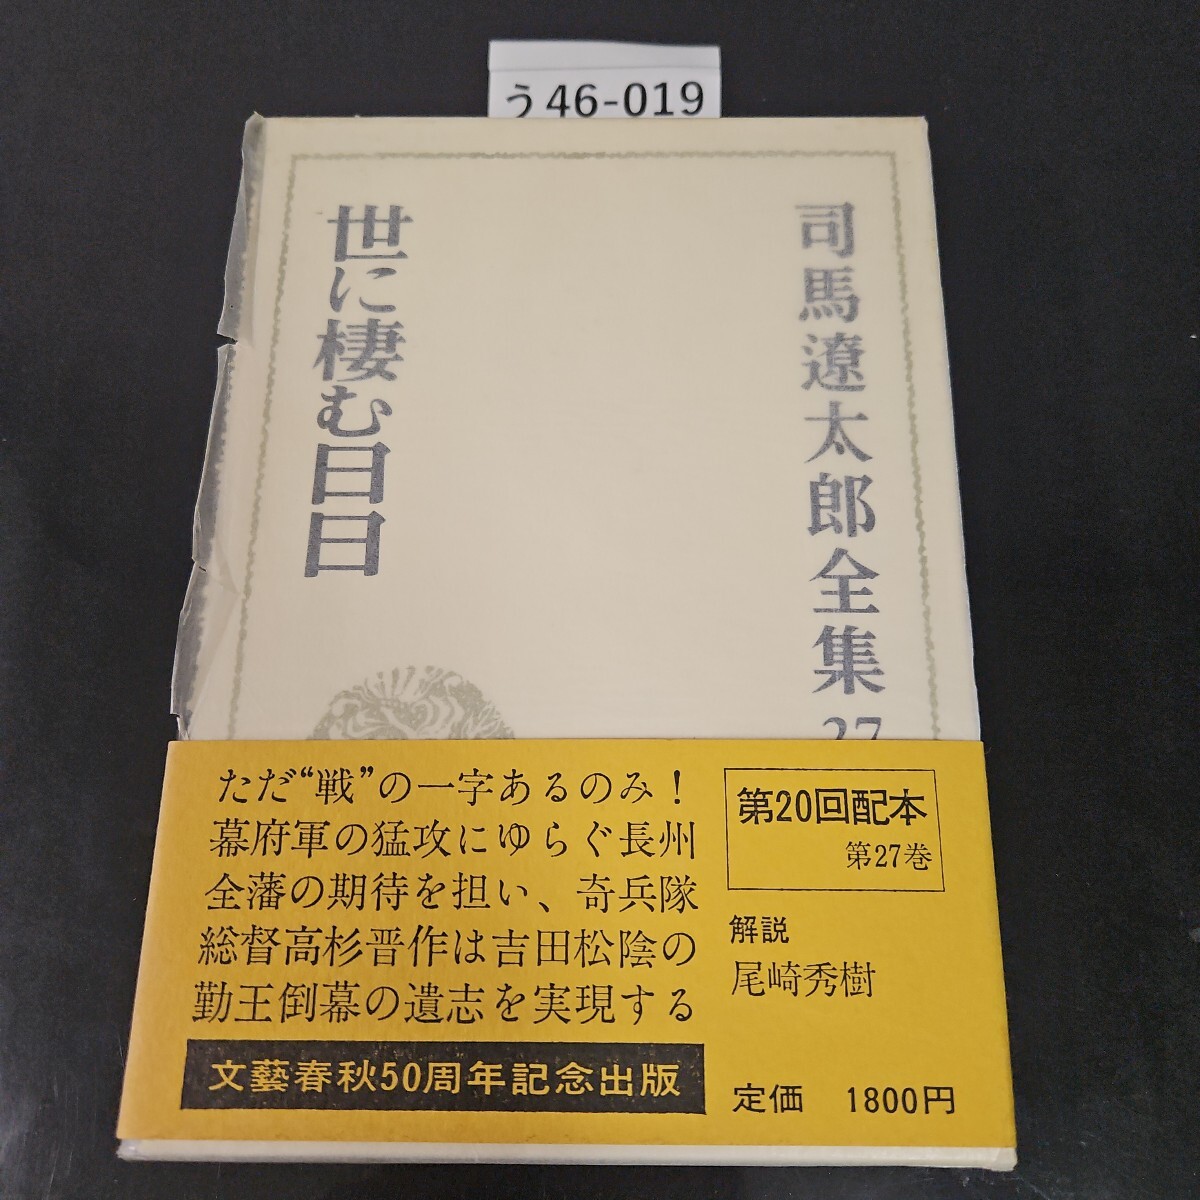 う46-019
司馬遼太郎全集 27
世に棲む日日
ただ“戦”の一字あるのみ！
幕府軍の猛攻にゆらぐ長州
全藩の期待を担い、奇兵隊
総督高杉晋作は吉田松陰の
勤王倒幕の遺志を実現する
文藝春秋50周年記念出版
第20回配本
第27巻
解説
尾崎秀樹
定価 1800円